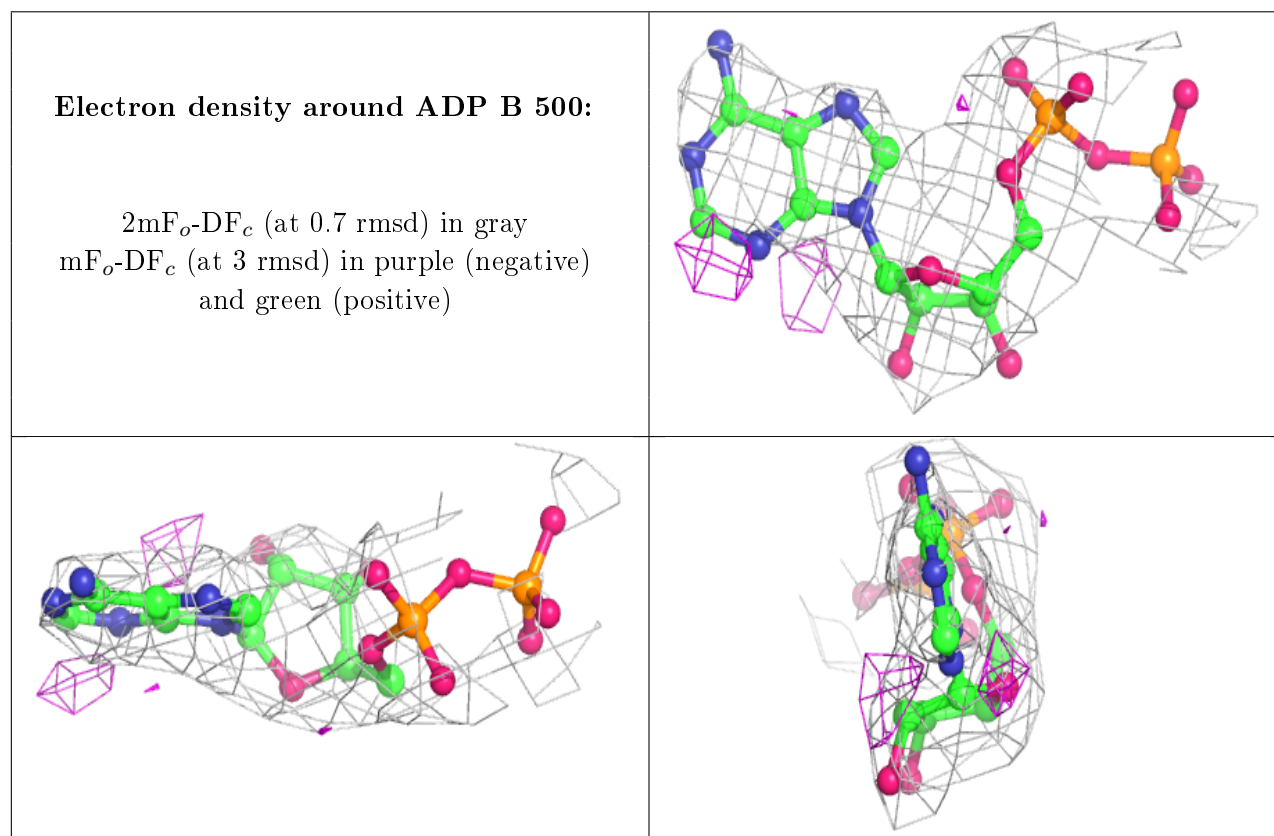 Electron density around ADP B 500:
2mFo-DFc (at 0.7 rmsd) in gray
mFo-DFc (at 3 rmsd) in purple (negative)
and green (positive)